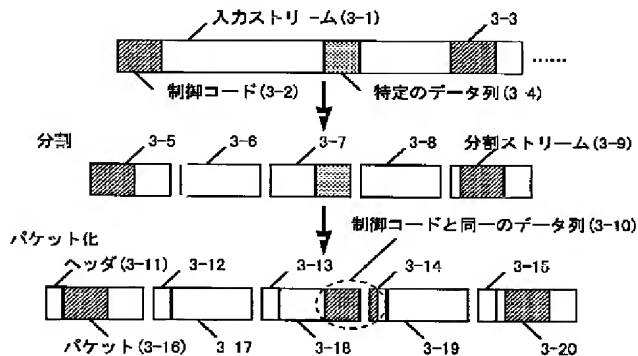 入力ストリーム(3-1)
3-3
……
制御コード(3-2)
特定のデータ列(3-4)
分割
3-5
3-6
3-7
3-8
分割ストリーム(3-9)
制御コードと同一のデータ列(3-10)
パケット化
ヘッダ(3-11)
3-12
3-13
3-14
3-15
パケット(3-16)
3-17
3-18
3-19
3-20